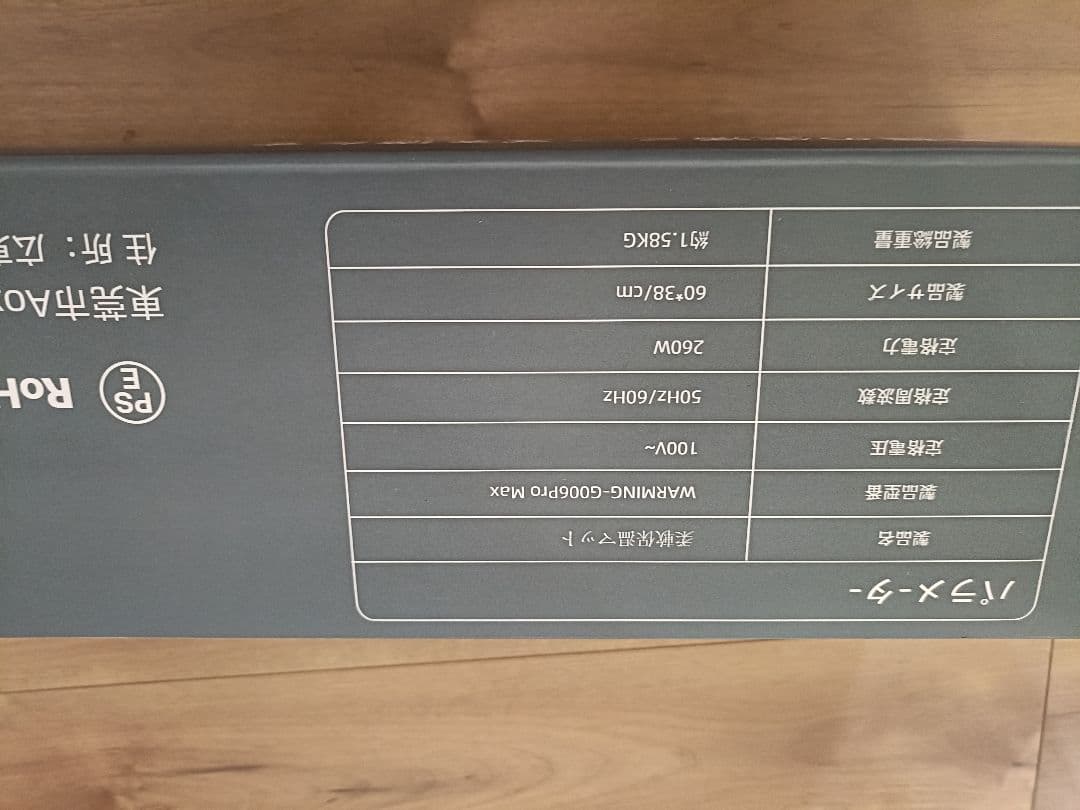 パラメーター
製品名 柔軟保温マット
製品型番 WARMING-G006Pro Max
定格電圧 100V~
定格周波数 50Hz/60Hz
定格電力 260W
製品サイズ 60*38/cm
製品総重量 約1.58KG
PS
E
RoH
東莞市Ao
住所：広